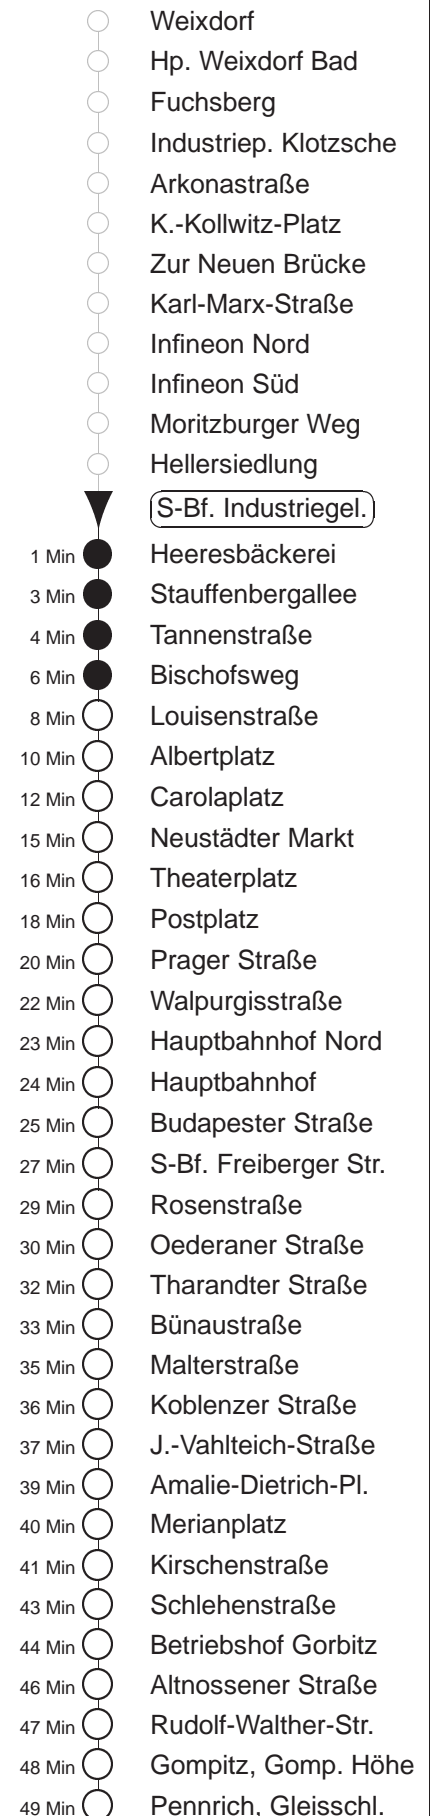 Weixdorf
Hp. Weixdorf Bad
Fuchsberg
Industriep. Klotzsche
Arkonastraße
K.-Kollwitz-Platz
Zur Neuen Brücke
Karl-Marx-Straße
Infineon Nord
Infineon Süd
Moritzburger Weg
Hellersiedlung
S-Bf. Industriegel.
1 Min Heeresbäckerei
3 Min Stauffenbergallee
4 Min Tannenstraße
6 Min Bischofsweg
8 Min Louisenstraße
10 Min Albertplatz
12 Min Carolaplatz
15 Min Neustädter Markt
16 Min Theaterplatz
18 Min Postplatz
20 Min Prager Straße
22 Min Walpurgisstraße
23 Min Hauptbahnhof Nord
24 Min Hauptbahnhof
25 Min Budapester Straße
27 Min S-Bf. Freiberger Str.
29 Min Rosenstraße
30 Min Oederaner Straße
32 Min Tharandter Straße
33 Min Bünaustraße
35 Min Malterstraße
36 Min Koblenzer Straße
37 Min J.-Vahlteich-Straße
39 Min Amalie-Dietrich-Pl.
40 Min Merianplatz
41 Min Kirschenstraße
43 Min Schlehenstraße
44 Min Betriebshof Gorbitz
46 Min Altnossener Straße
47 Min Rudolf-Walther-Str.
48 Min Gompitz, Gomp. Höhe
49 Min Pennrich, Gleisschl.